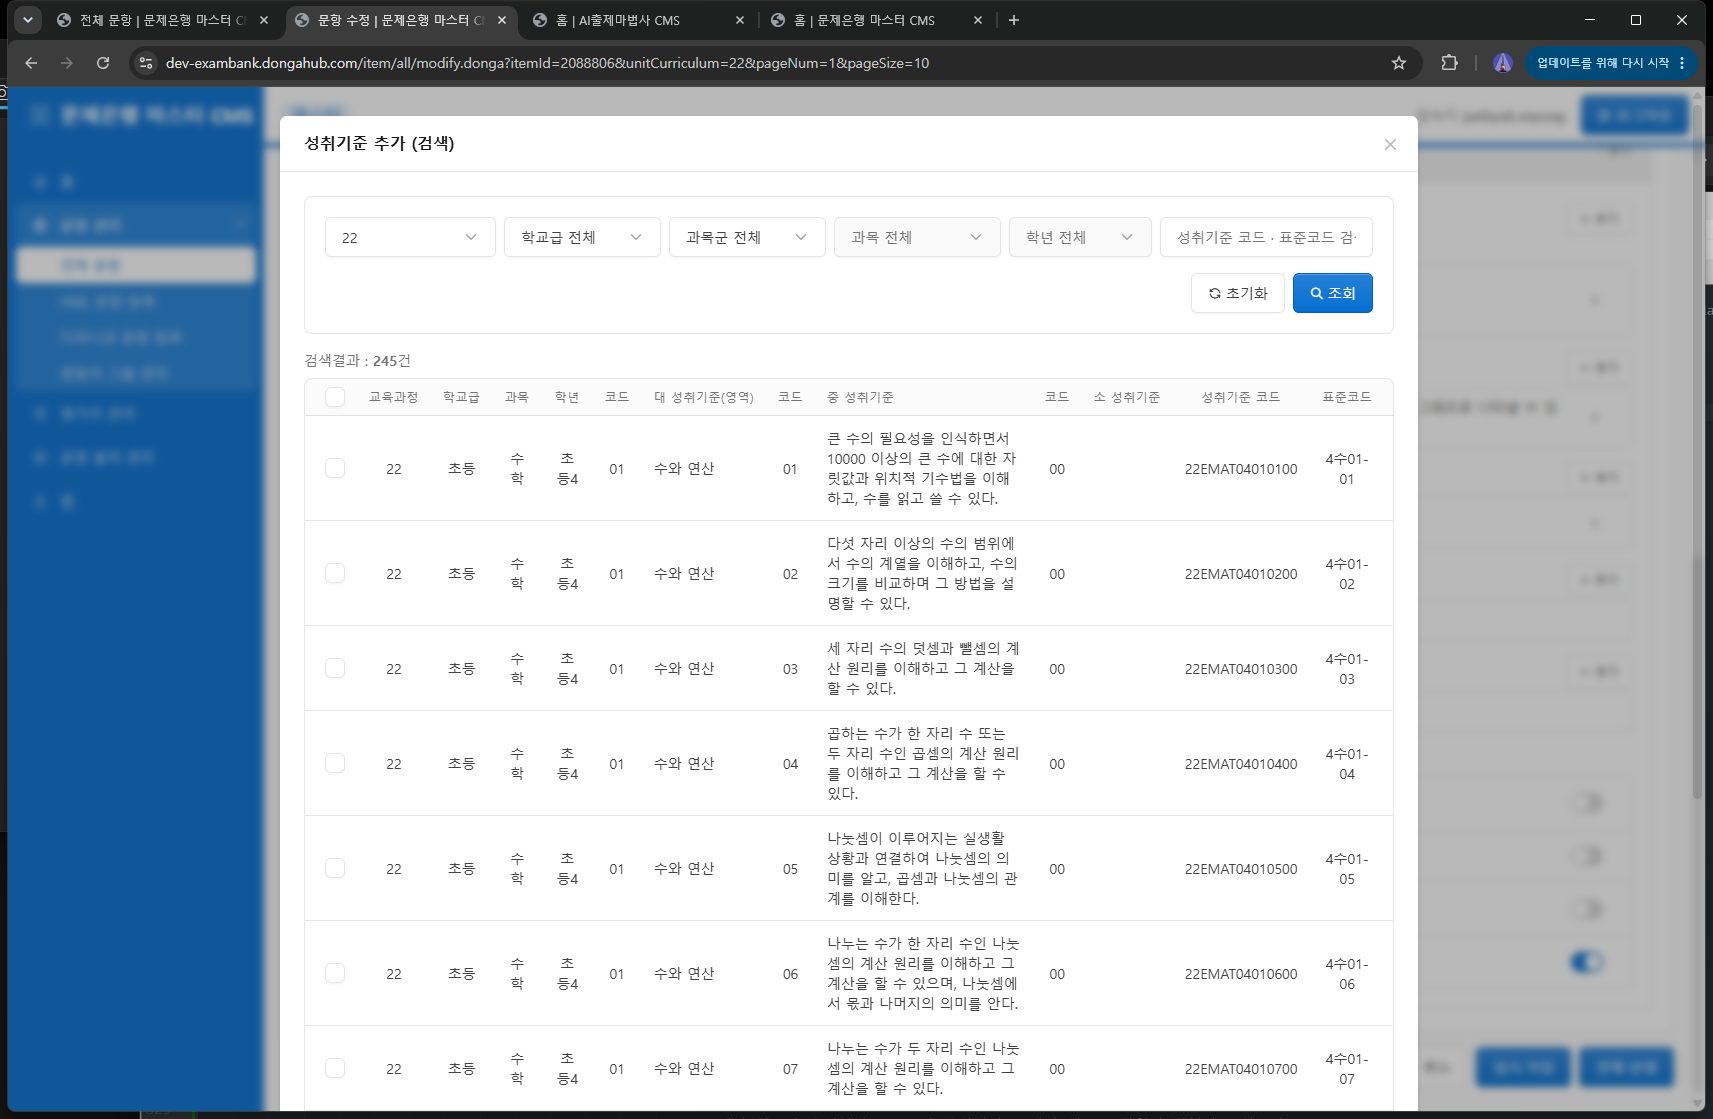 전체 문항 | 문제은행 마스터 C
문항 수정 | 문제은행 마스터 C
홈 | AI출제마법사 CMS
홈 | 문제은행 마스터 CMS
dev-exambank.dongahub.com/item/all/modify.donga?itemId=2088806&unitCurriculum=22&pageNum=1&pageSize=10
업데이트를 위해 다시 시작
문제은행 마스터 CMS
성취기준 추가 (검색)
22 학교급 전체 과목군 전체 과목 전체 학년 전체 성취기준 코드 · 표준코드 검
초기화 조회
검색결과 : 245건
교육과정 학교급 과목 학년 코드 대 성취기준(영역) 코드 중 성취기준 코드 소 성취기준 성취기준 코드 표준코드
22 초등 수학 초등4 01 수와 연산 01
큰 수의 필요성을 인식하면서
10000 이상의 큰 수에 대한 자
릿값과 위치적 기수법을 이해
하고, 수를 읽고 쓸 수 있다.
00 22EMAT04010100 4수01-01
22 초등 수학 초등4 01 수와 연산 02
다섯 자리 이상의 수의 범위에
서 수의 계열을 이해하고, 수의
크기를 비교하며 그 방법을 설
명할 수 있다.
00 22EMAT04010200 4수01-02
22 초등 수학 초등4 01 수와 연산 03
세 자리 수의 덧셈과 뺄셈의 계
산 원리를 이해하고 그 계산을
할 수 있다.
00 22EMAT04010300 4수01-03
22 초등 수학 초등4 01 수와 연산 04
곱하는 수가 한 자리 수 또는
두 자리 수인 곱셈의 계산 원리
를 이해하고 그 계산을 할 수
있다.
00 22EMAT04010400 4수01-04
22 초등 수학 초등4 01 수와 연산 05
나눗셈이 이루어지는 실생활
상황과 연결하여 나눗셈의 의
미를 알고, 곱셈과 나눗셈의 관
계를 이해한다.
00 22EMAT04010500 4수01-05
22 초등 수학 초등4 01 수와 연산 06
나누는 수가 한 자리 수인 나눗
셈의 계산 원리를 이해하고 그
계산을 할 수 있으며, 나눗셈에
서 몫과 나머지의 의미를 안다.
00 22EMAT04010600 4수01-06
22 초등 수학 초등4 01 수와 연산 07
나누는 수가 두 자리 수인 나눗
셈의 계산 원리를 이해하고 그
계산을 할 수 있다.
00 22EMAT04010700 4수01-07